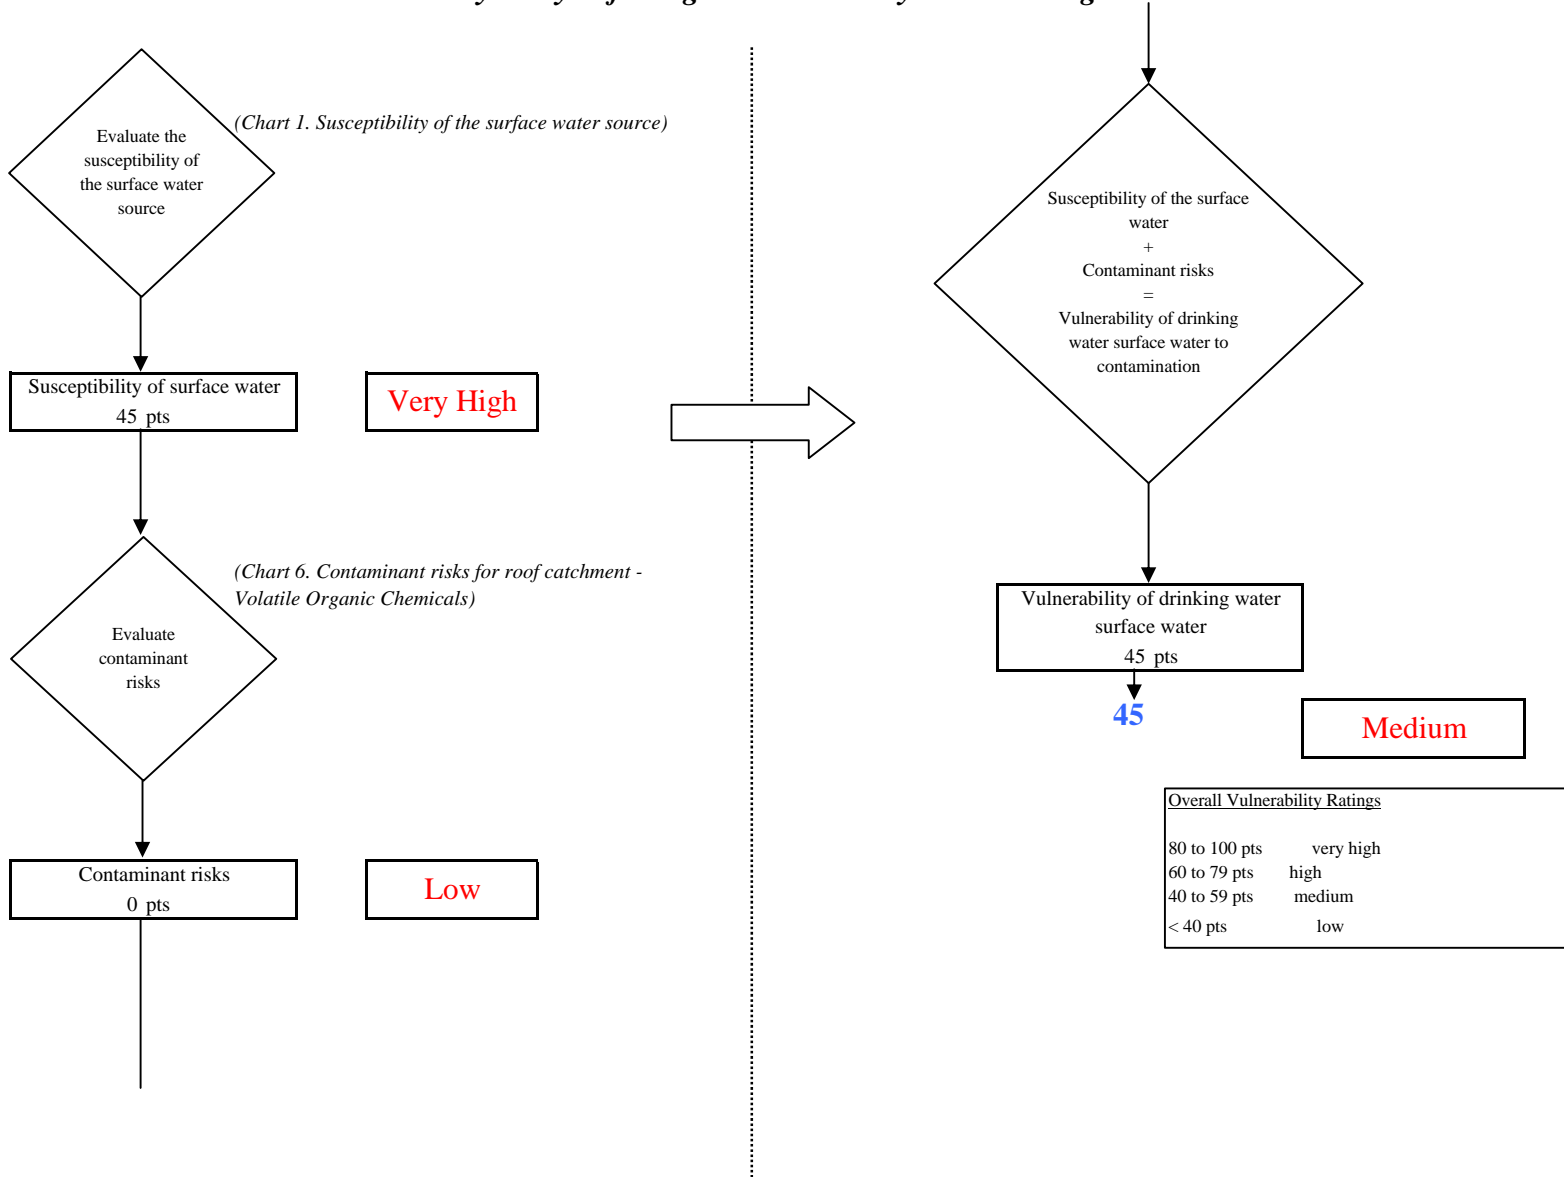 (Chart 1. Susceptibility of the surface water source)
Evaluate the
susceptibility of
the surface water
source
Susceptibility of surface water
45 pts
Very High
(Chart 6. Contaminant risks for roof catchment -
Volatile Organic Chemicals)
Evaluate
contaminant
risks
Contaminant risks
0 pts
Low
Susceptibility of the surface
water
+
Contaminant risks
=
Vulnerability of drinking
water surface water to
contamination
Vulnerability of drinking water
surface water
45 pts
45
Medium
Overall Vulnerability Ratings
80 to 100 pts very high
60 to 79 pts high
40 to 59 pts medium
< 40 pts low